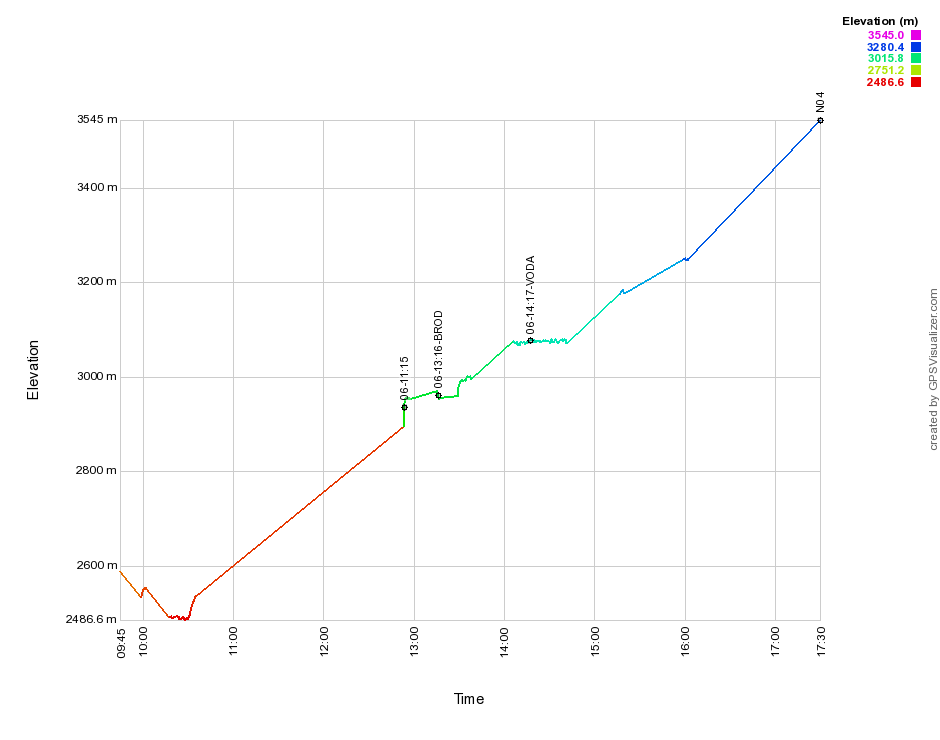 Elevation (m)
3545.0
3280.4
3015.8
2751.2
2486.6
N04
3545 m
3400 m
3200 m
3000 m
2800 m
2600 m
2486.6 m
06-11:15
06-13:16-BROD
06-14:17-VODA
Elevation
09:45
10:00
11:00
12:00
13:00
14:00
15:00
16:00
17:00
17:30
Time
created by GPSVisualizer.com